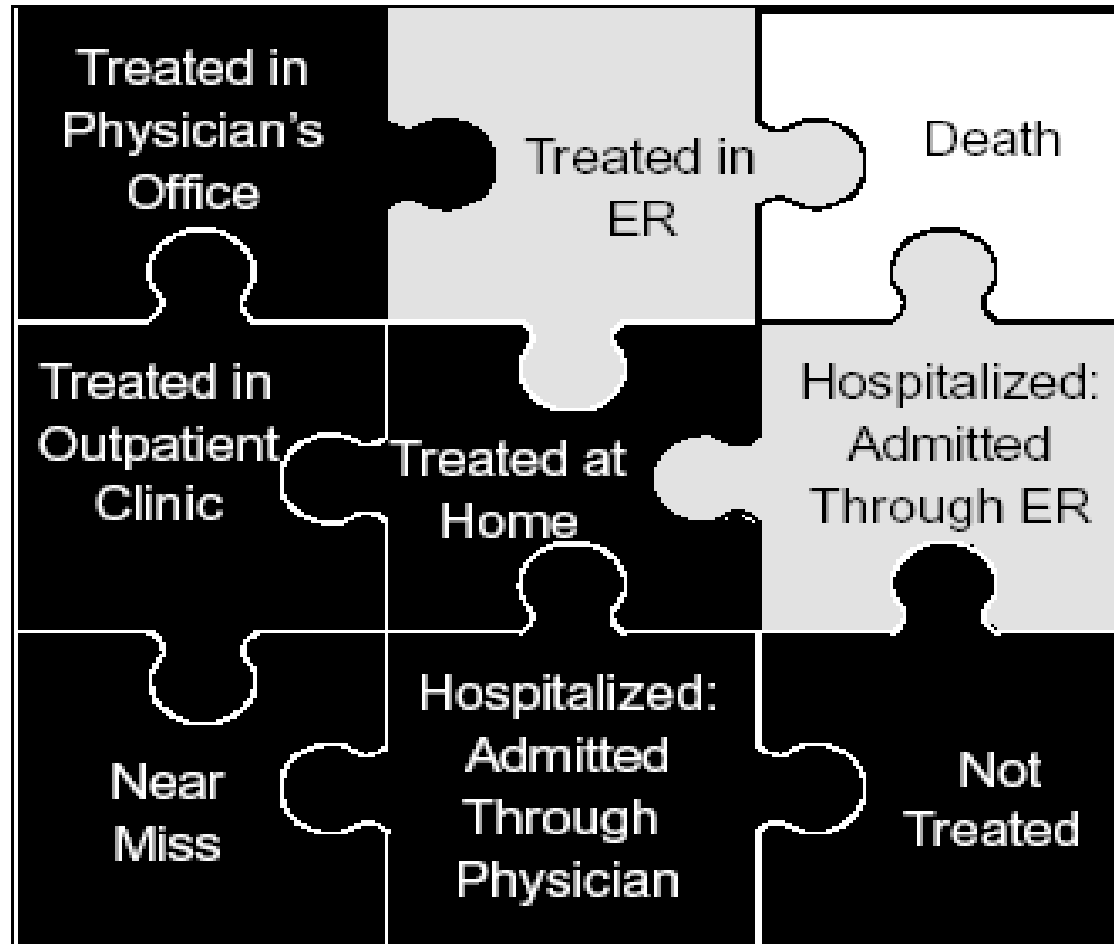 Treated in
Physician's
Office
Treated in
ER
Death
Treated in
Outpatient
Clinic
Treated at
Home
Hospitalized:
Admitted
Through ER
Near
Miss
Hospitalized:
Admitted
Through
Physician
Not
Treated